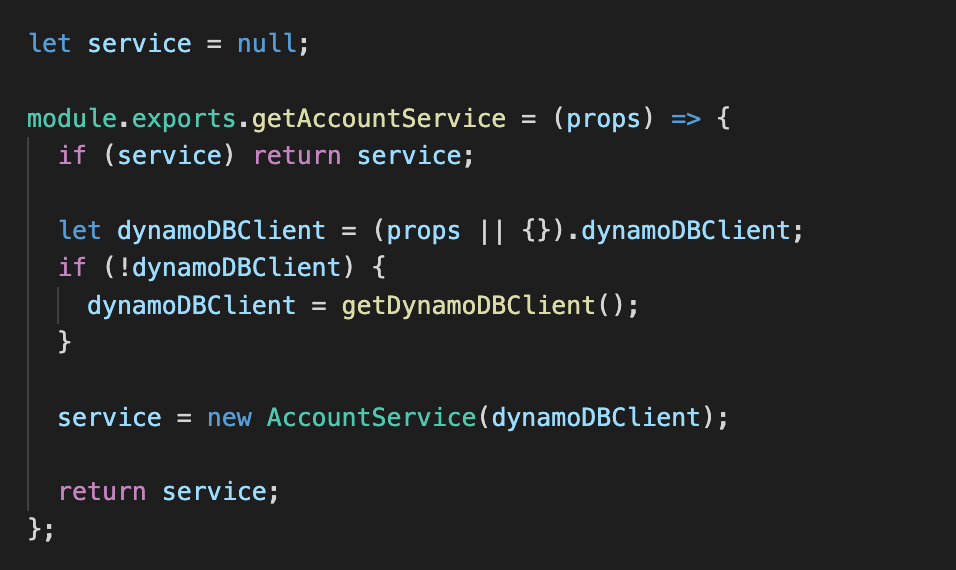 let service = null;
module.exports.getAccountService = (props) => {
if (service) return service;
let dynamoDBClient = (props || {}).dynamoDBClient;
if (!dynamoDBClient) {
dynamoDBClient = getDynamoDBClient();
}
service = new AccountService(dynamoDBClient);
return service;
};